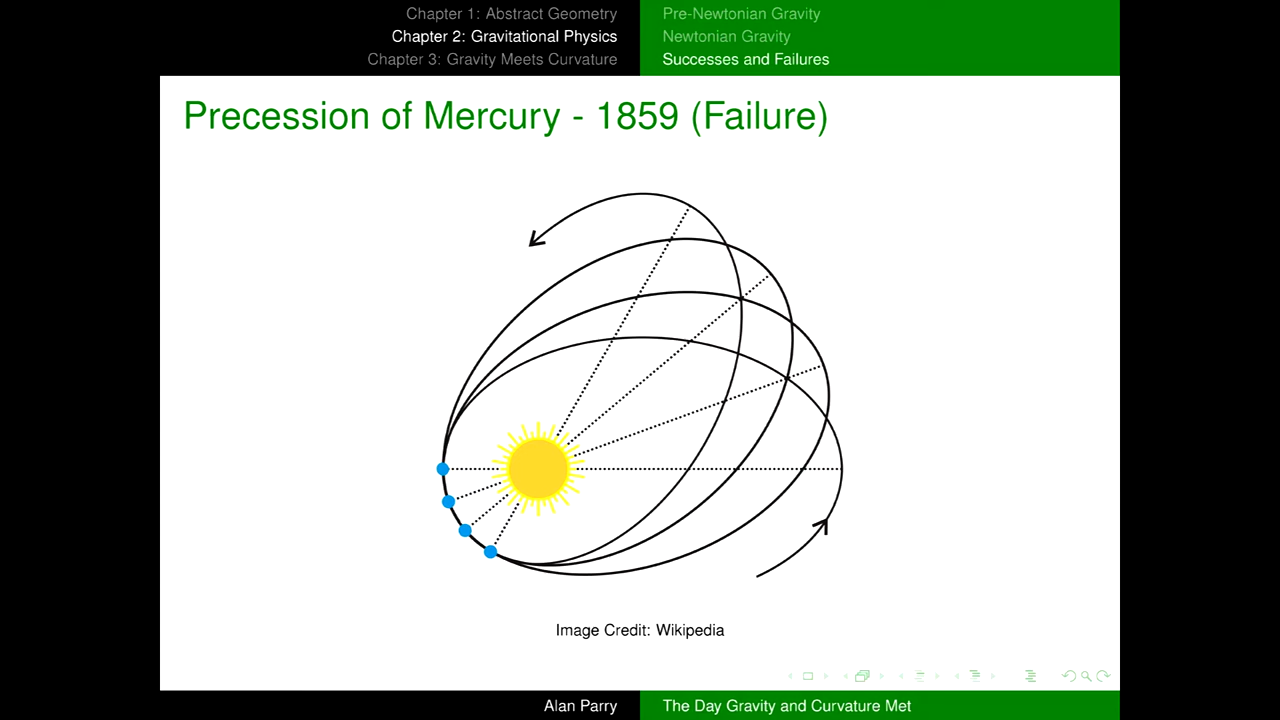 Chapter 1: Abstract Geometry
Chapter 2: Gravitational Physics
Chapter 3: Gravity Meets Curvature
Pre-Newtonian Gravity
Newtonian Gravity
Successes and Failures
Precession of Mercury - 1859 (Failure)
Image Credit: Wikipedia
Alan Parry
The Day Gravity and Curvature Met